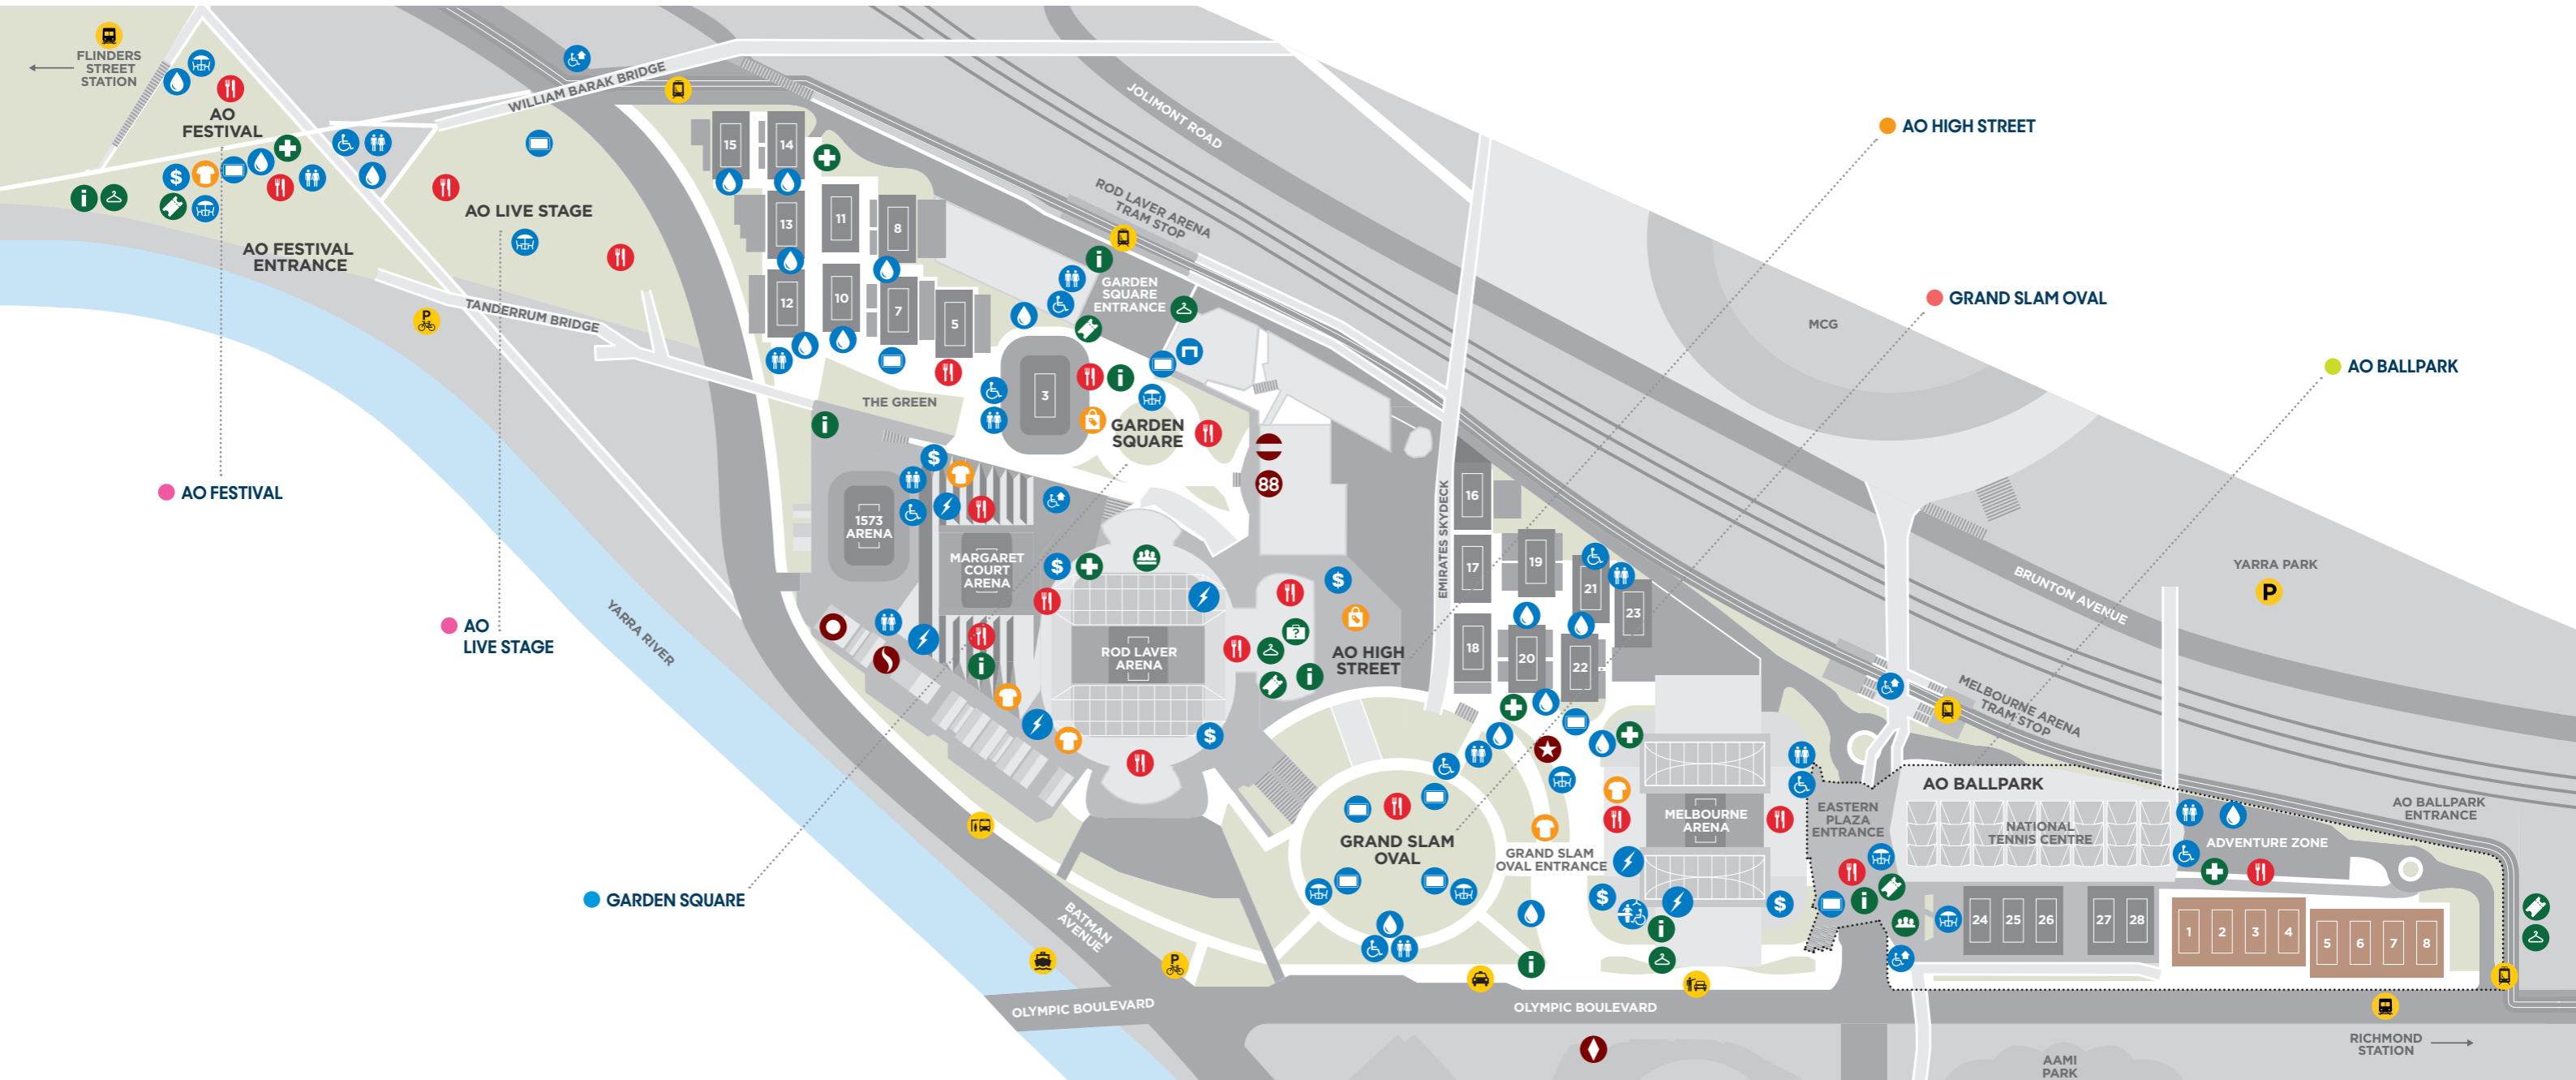 FLINDERS
STREET
STATION
AO
FESTIVAL
AO FESTIVAL
ENTRANCE
WILLIAM BARAK BRIDGE
AO LIVE STAGE
TANDERRUM BRIDGE
AO FESTIVAL
AO
LIVE STAGE
YARRA RIVER
GARDEN SQUARE
15
14
13
11
8
12
10
7
5
THE GREEN
3
JOLIMONT ROAD
ROD LAVER ARENA
TRAM STOP
GARDEN
SQUARE
ENTRANCE
GARDEN
SQUARE
88
1573
ARENA
MARGARET
COURT
ARENA
ROD LAVER
ARENA
AO HIGH
STREET
EMIRATES SKYDECK
16
17
18
19
20
21
22
23
AO HIGH STREET
GRAND SLAM OVAL
AO BALLPARK
MCG
YARRA PARK
P
BRUNTON AVENUE
MELBOURNE ARENA
TRAM STOP
GRAND SLAM
OVAL
GRAND SLAM
OVAL ENTRANCE
MELBOURNE
ARENA
EASTERN
PLAZA
ENTRANCE
AO BALLPARK
NATIONAL
TENNIS CENTRE
ADVENTURE ZONE
AO BALLPARK
ENTRANCE
24
25
26
27
28
1
2
3
4
5
6
7
8
BATMAN
AVENUE
OLYMPIC BOULEVARD
OLYMPIC BOULEVARD
RICHMOND
STATION
AAMI
PARK